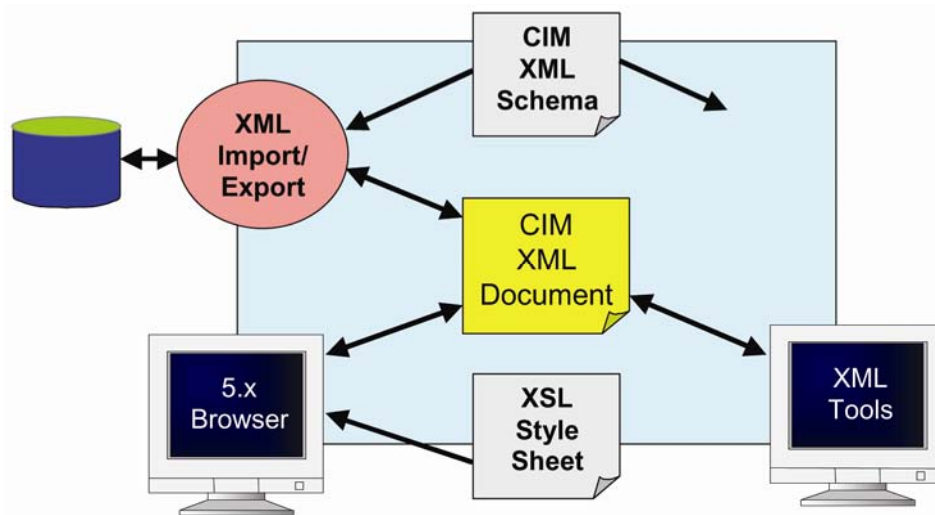 CIM
XML
Schema
XML
Import/
Export
CIM
XML
Document
5.x
Browser
XSL
Style
Sheet
XML
Tools